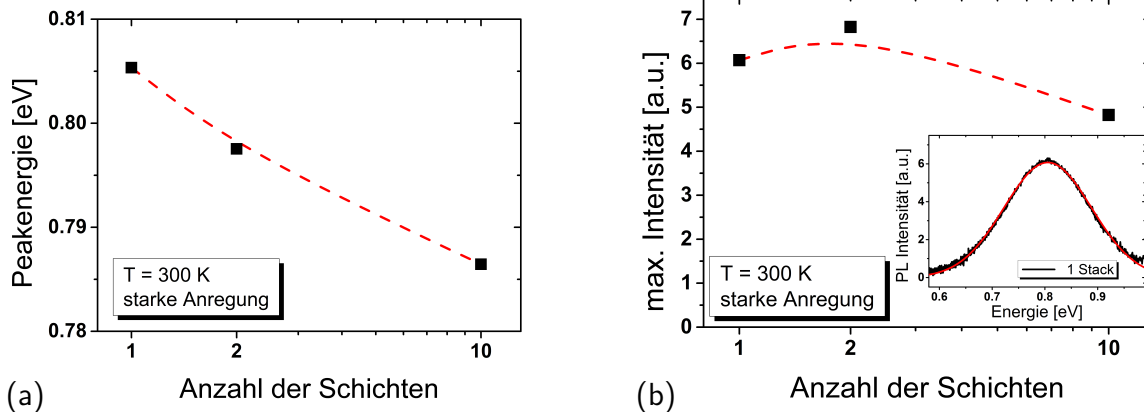 0.81
0.80
0.79
0.78
Peakenergie [eV]
T = 300 K
starke Anregung
1
2
10
Anzahl der Schichten
(a)
7
6
5
4
3
2
1
0
max. Intensität [a.u.]
T = 300 K
starke Anregung
6
4
2
0
PL Intensität [a.u.]
1 Stack
0.6
0.7
0.8
0.9
Energie [eV]
1
2
10
Anzahl der Schichten
(b)